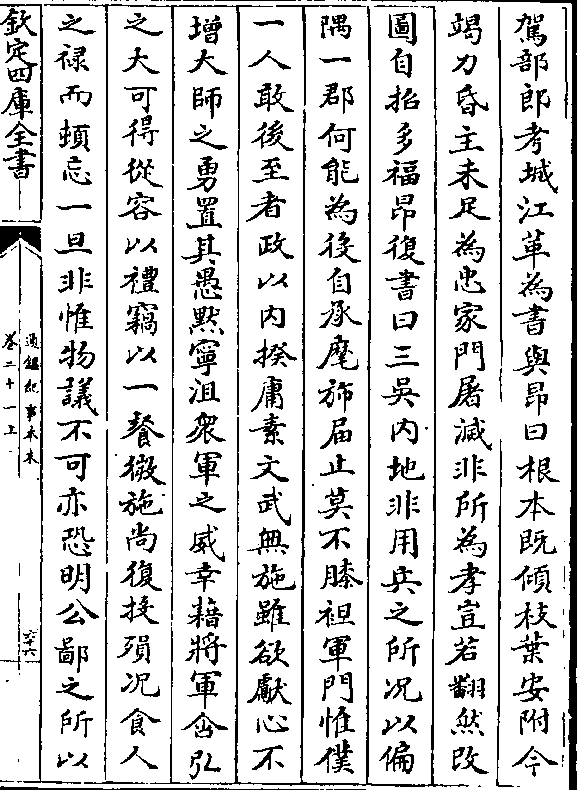 駕部郎考城江革為書與昻曰根本既傾枝葉安附今
竭力昏主未足為忠家門屠滅非所為孝豈若翻然改
圖自招多福昻復書曰三吳内地非用兵之所况以偏
隅一郡何能為役自承麾斾届止莫不膝袒軍門惟僕
一人敢後至者政以内揆庸素文武無施雖欲獻心不
增大師之勇置其愚黙寧沮衆軍之威幸藉將軍含弘
之大可得從容以禮竊以一餐微施尚復投殞况食人
之禄而頓忘一旦非惟物議不可亦恐明公鄙之所以
欽定四庫全書
通鑑紀事本末
卷二十一上
六十六